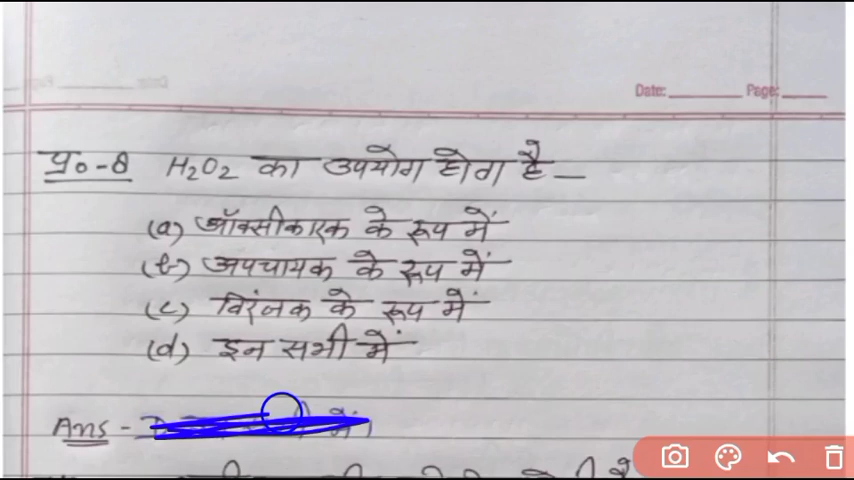 Date: Page:
प्र०-8 H₂O₂ का उपयोग होता है —
(a) ऑक्सीकारक के रूप में
(b) अपचायक के रूप में
(c) विरंजक के रूप में
(d) इन सभी में
Ans - में।